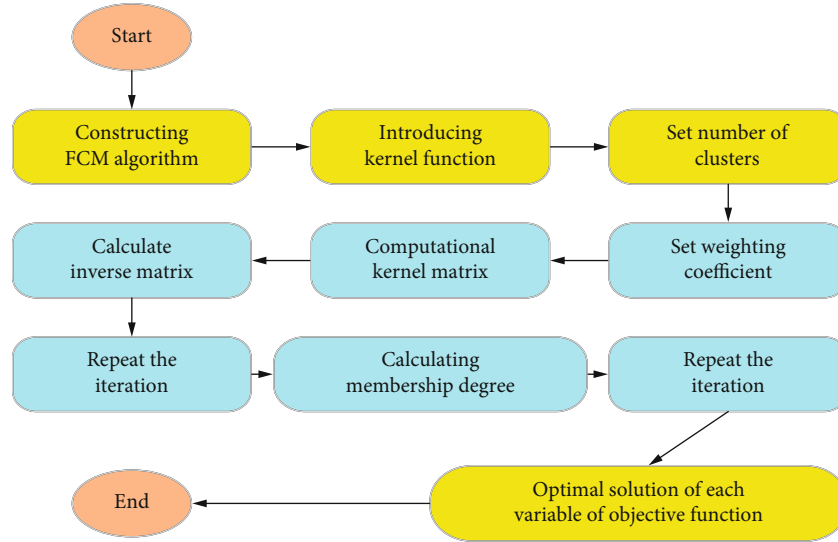 Start
Constructing
FCM algorithm
Introducing
kernel function
Set number of
clusters
Set weighting
coefficient
Computational
kernel matrix
Calculate
inverse matrix
Repeat the
iteration
Calculating
membership degree
Repeat the
iteration
Optimal solution of each
variable of objective function
End